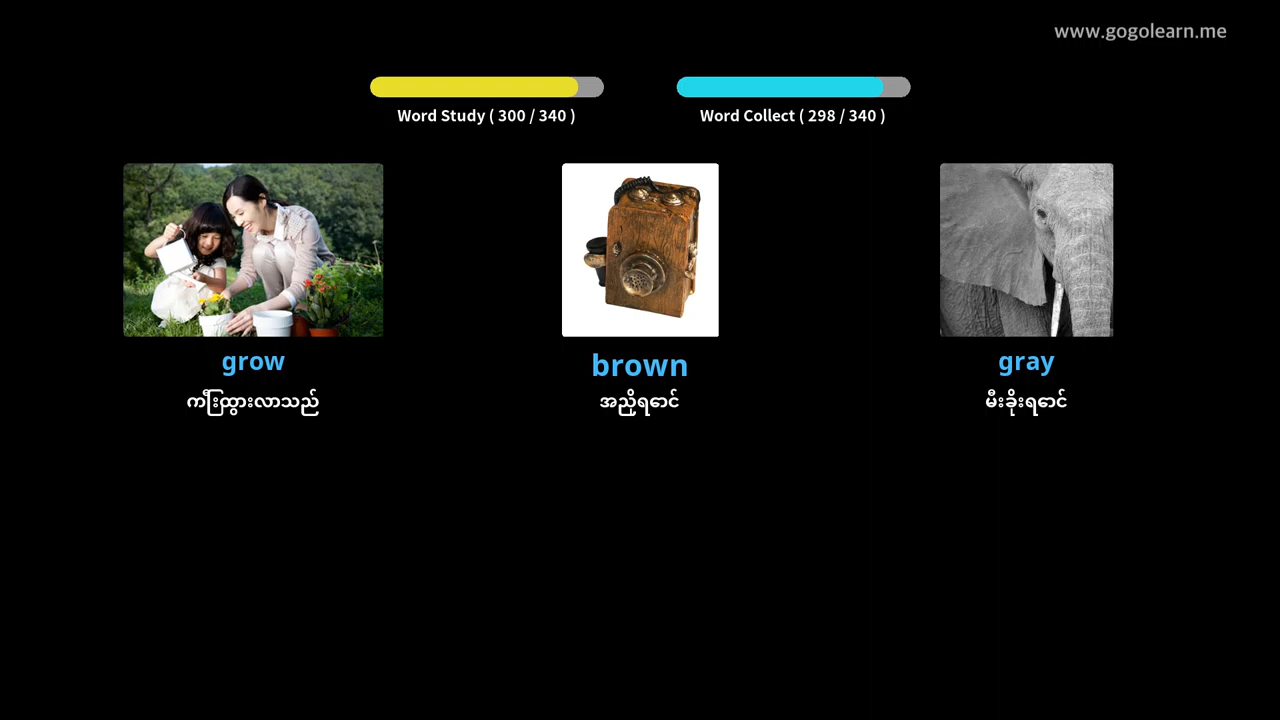 www.gogolearn.me
Word Study ( 300 / 340 )
Word Collect ( 298 / 340 )
grow
ကြီးထွားလာသည်
brown
အညိုရောင်
gray
မီးခိုးရောင်